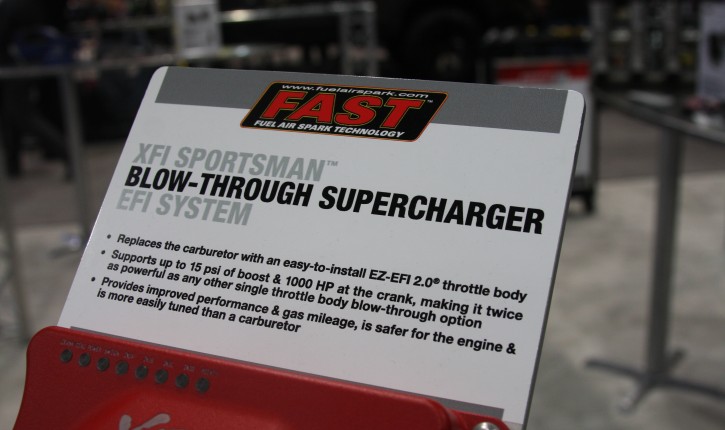 www.fuelairspark.com
FAST™
FUEL AIR SPARK TECHNOLOGY
XFI SPORTSMAN™
BLOW-THROUGH SUPERCHARGER
EFI SYSTEM
• Replaces the carburetor with an easy-to-install EZ-EFI 2.0® throttle body
• Supports up to 15 psi of boost & 1000 HP at the crank, making it twice
as powerful as any other single throttle body blow-through option
• Provides improved performance & gas mileage, is safer for the engine &
is more easily tuned than a carburetor